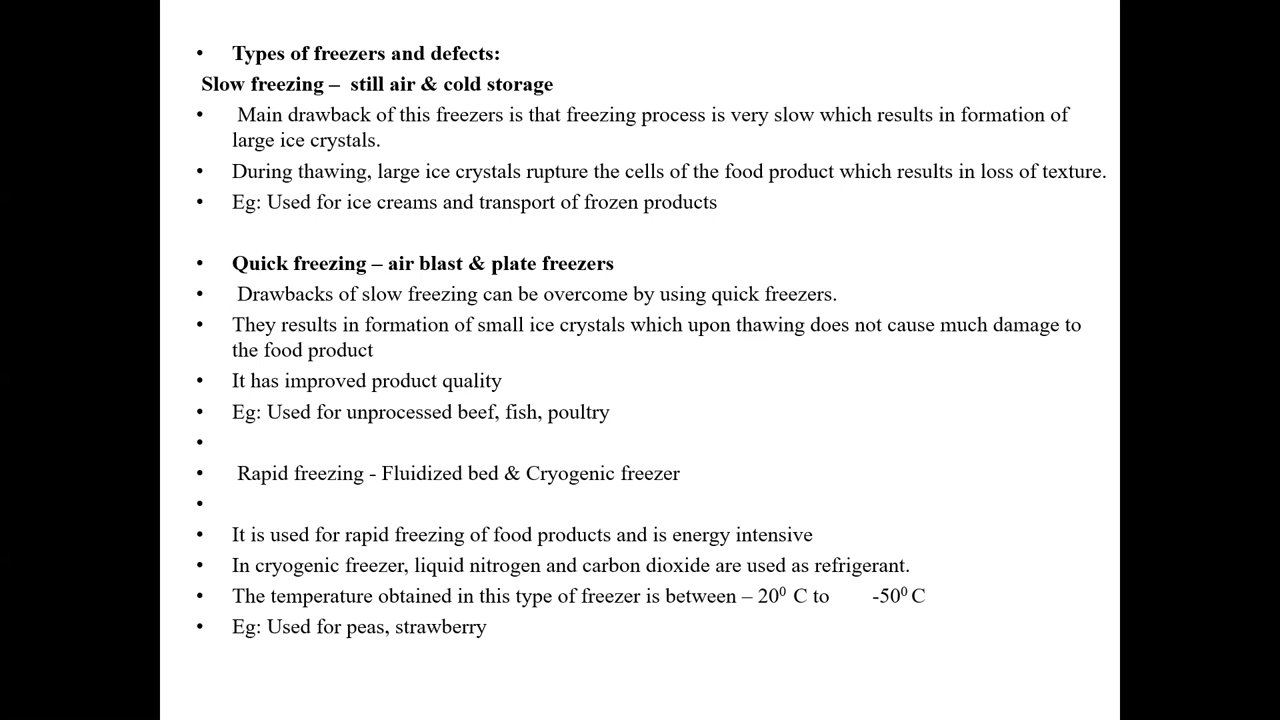 • Types of freezers and defects:
Slow freezing – still air & cold storage
• Main drawback of this freezers is that freezing process is very slow which results in formation of
large ice crystals.
• During thawing, large ice crystals rupture the cells of the food product which results in loss of texture.
• Eg: Used for ice creams and transport of frozen products
• Quick freezing – air blast & plate freezers
• Drawbacks of slow freezing can be overcome by using quick freezers.
• They results in formation of small ice crystals which upon thawing does not cause much damage to
the food product
• It has improved product quality
• Eg: Used for unprocessed beef, fish, poultry
•
• Rapid freezing - Fluidized bed & Cryogenic freezer
•
• It is used for rapid freezing of food products and is energy intensive
• In cryogenic freezer, liquid nitrogen and carbon dioxide are used as refrigerant.
• The temperature obtained in this type of freezer is between – 20⁰ C to -50⁰ C
• Eg: Used for peas, strawberry